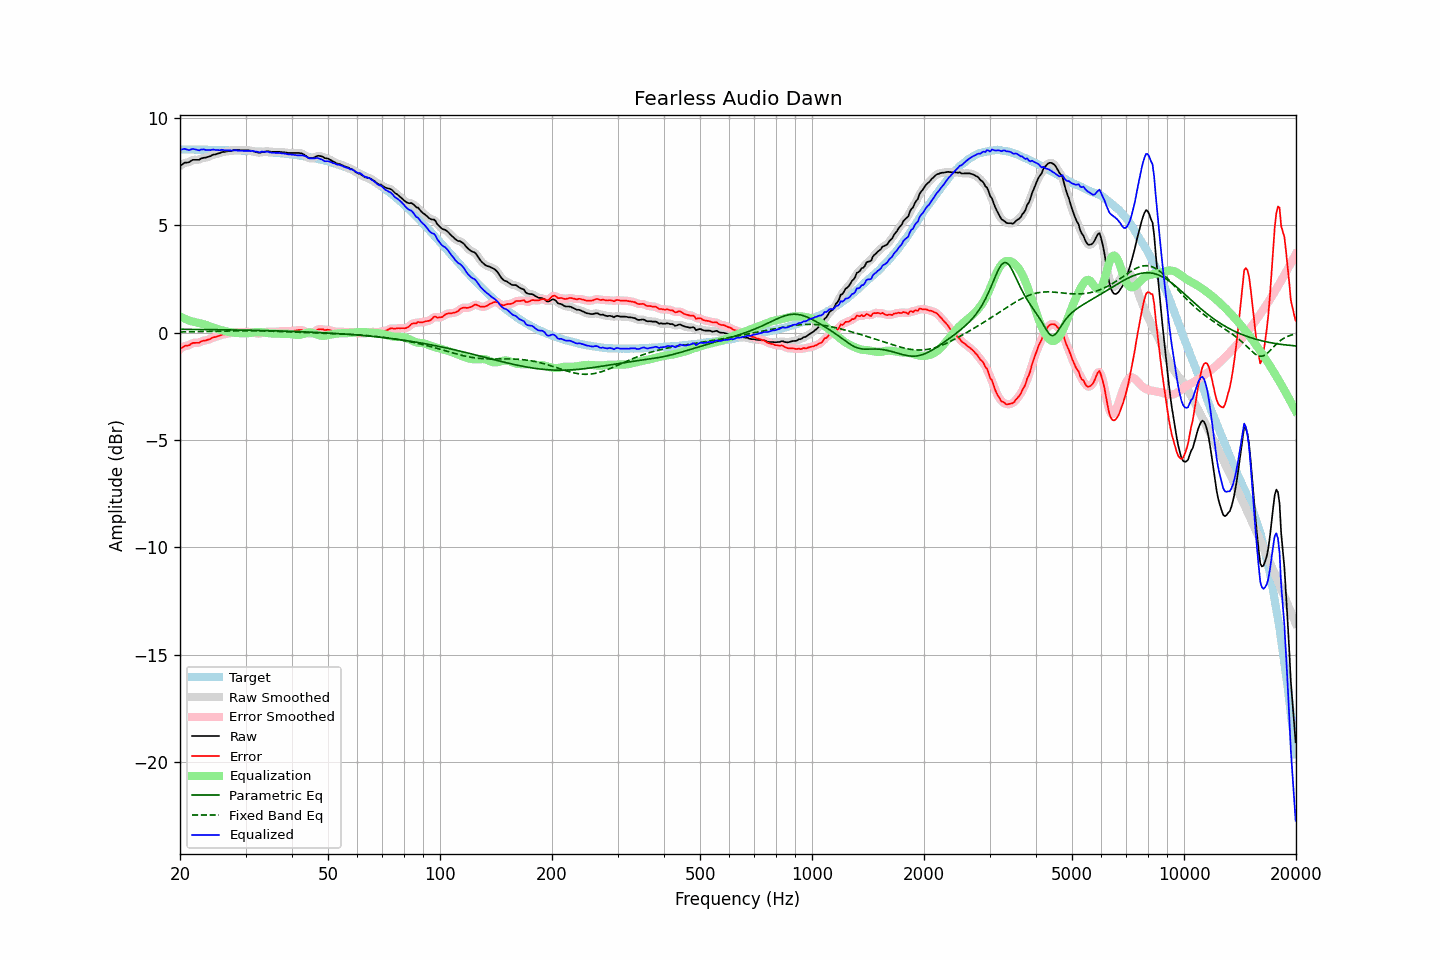 Fearless Audio Dawn
10
5
0
−5
−10
−15
−20
Amplitude (dBr)
Target
Raw Smoothed
Error Smoothed
Raw
Error
Equalization
Parametric Eq
Fixed Band Eq
Equalized
20 50 100 200 500 1000 2000 5000 10000 20000
Frequency (Hz)